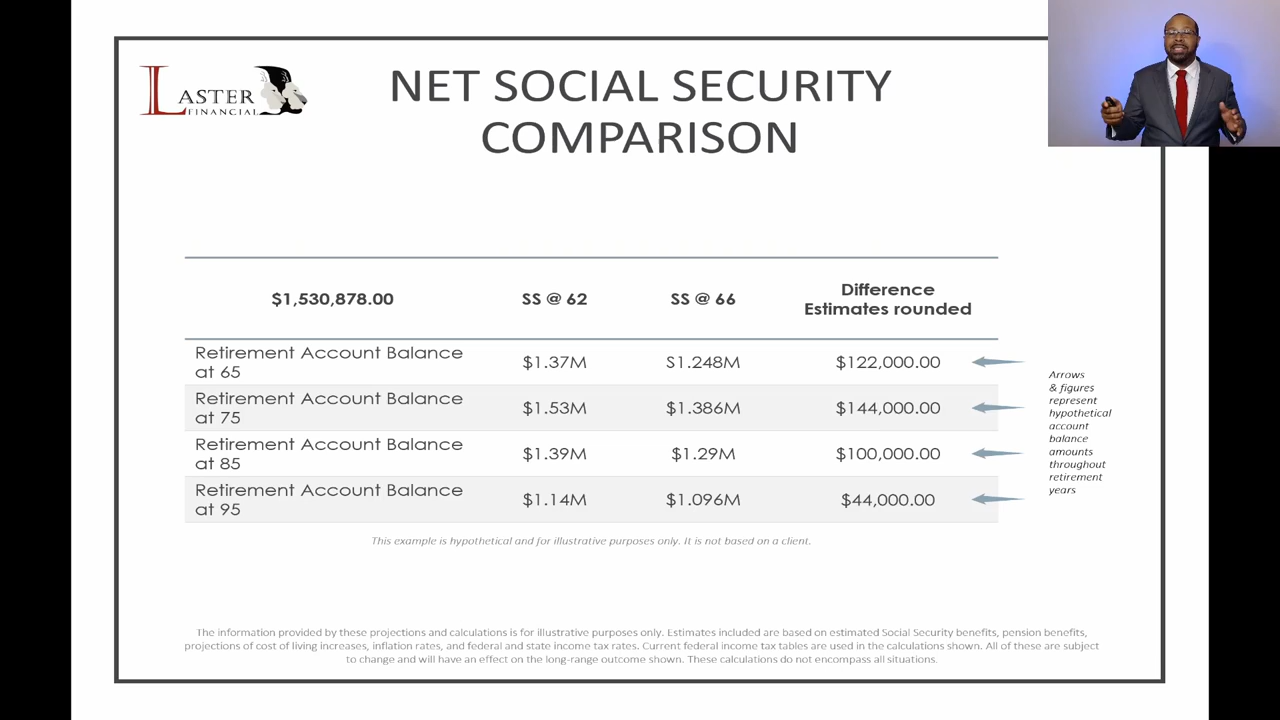 LASTER
FINANCIAL
NET SOCIAL SECURITY
COMPARISON
$1,530,878.00
SS @ 62
SS @ 66
Difference
Estimates rounded
Retirement Account Balance
at 65
$1.37M
S1.248M
$122,000.00
Retirement Account Balance
at 75
$1.53M
$1.386M
$144,000.00
Retirement Account Balance
at 85
$1.39M
$1.29M
$100,000.00
Retirement Account Balance
at 95
$1.14M
$1.096M
$44,000.00
Arrows
& figures
represent
hypothetical
account
balance
amounts
throughout
retirement
years
This example is hypothetical and for illustrative purposes only. It is not based on a client.
The information provided by these projections and calculations is for illustrative purposes only. Estimates included are based on estimated Social Security benefits, pension benefits,
projections of cost of living increases, inflation rates, and federal and state income tax rates. Current federal income tax tables are used in the calculations shown. All of these are subject
to change and will have an effect on the long-range outcome shown. These calculations do not encompass all situations.